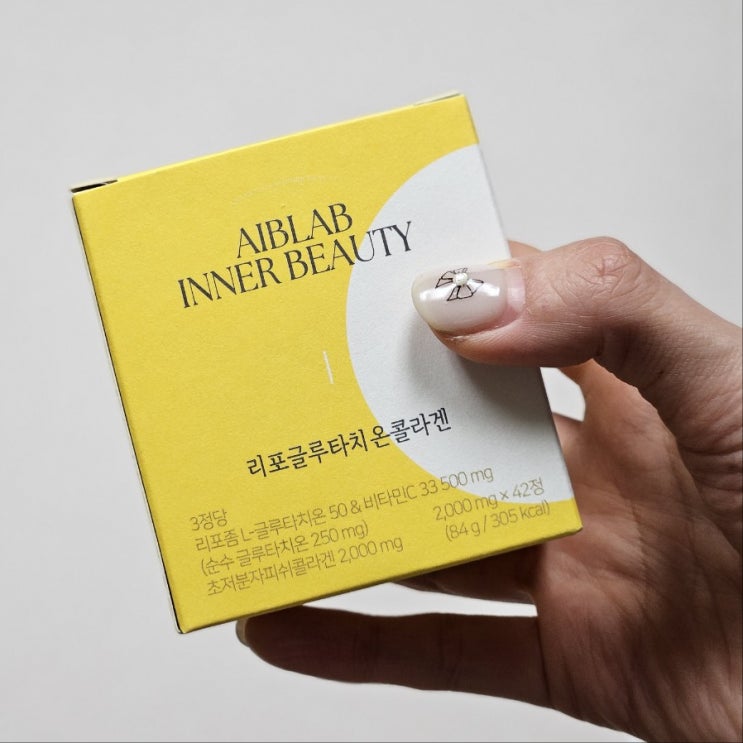 AIBLAB
INNER BEAUTY
리포글루타치온콜라겐
3정당
리포좀 L-글루타치온 50 & 비타민C 33 500 mg
(순수 글루타치온 250 mg)
초저분자피쉬콜라겐 2,000 mg
2,000 mg × 42정
(84 g / 305 kcal)